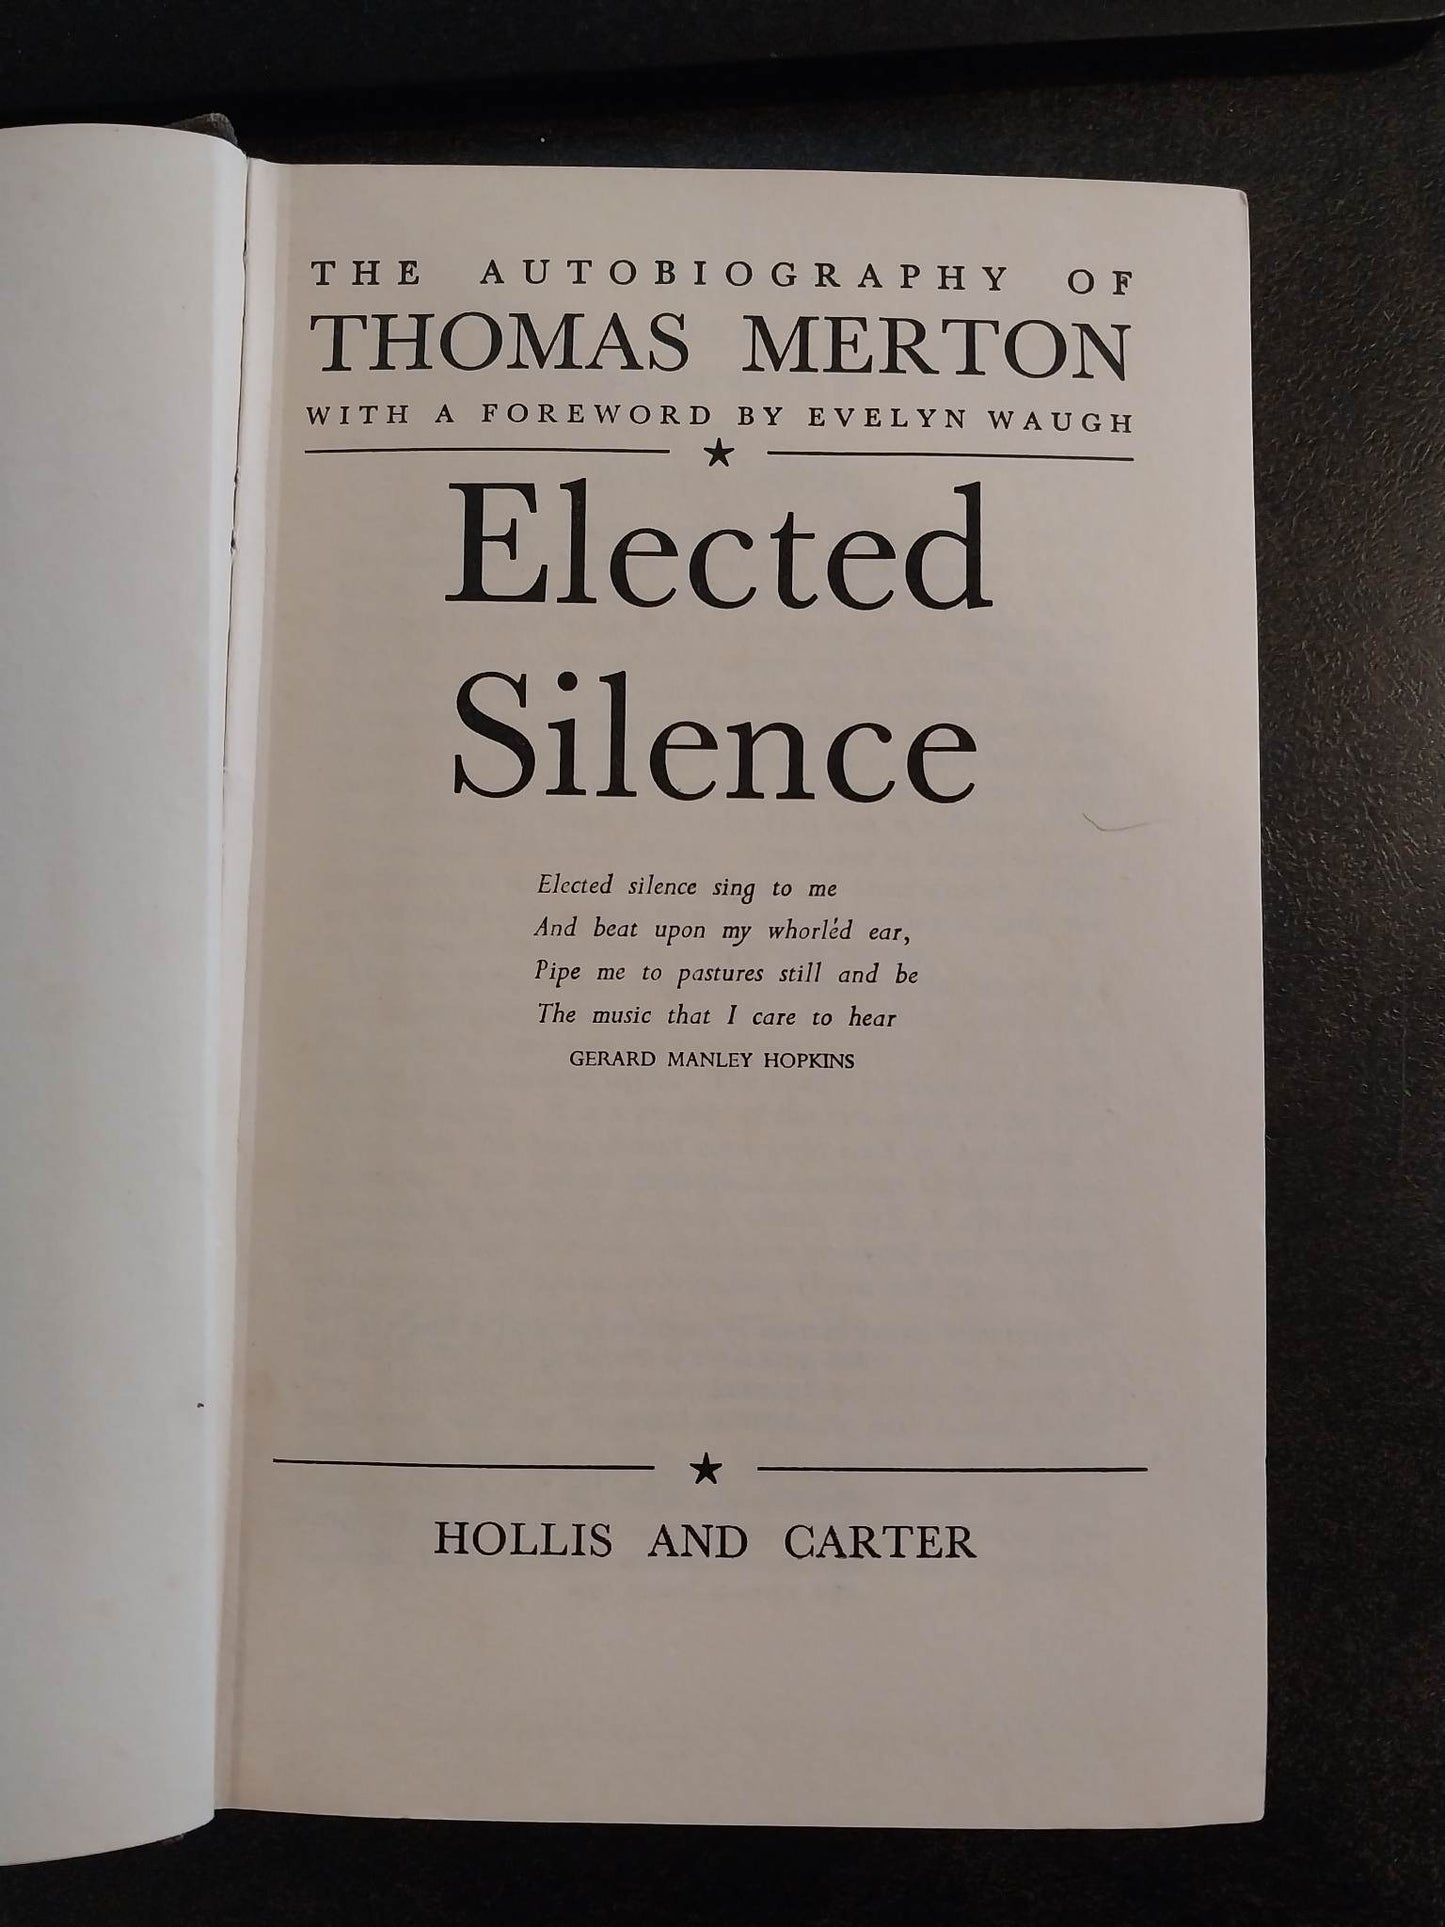 THE AUTOBIOGRAPHY OF
THOMAS MERTON
WITH A FOREWORD BY EVELYN WAUGH
Elected
Silence
Elected silence sing to me
And beat upon my whorléd ear,
Pipe me to pastures still and be
The music that I care to hear
GERARD MANLEY HOPKINS
HOLLIS AND CARTER